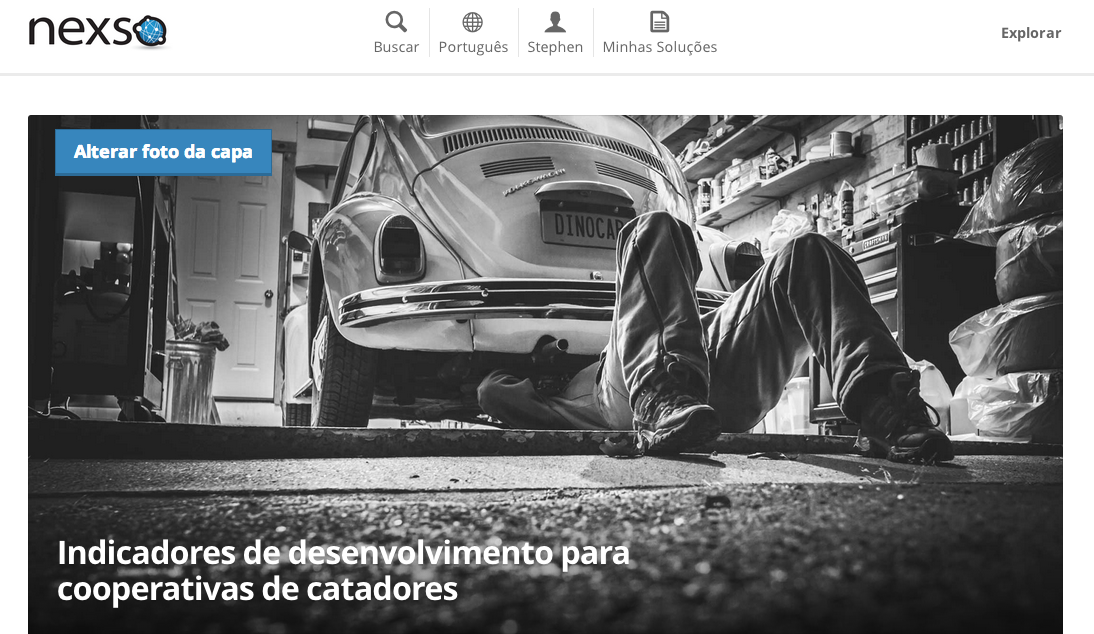 nexso
Buscar
Português
Stephen
Minhas Soluções
Explorar
Alterar foto da capa
DINOCAR
CRAFTSMAN
Indicadores de desenvolvimento para
cooperativas de catadores